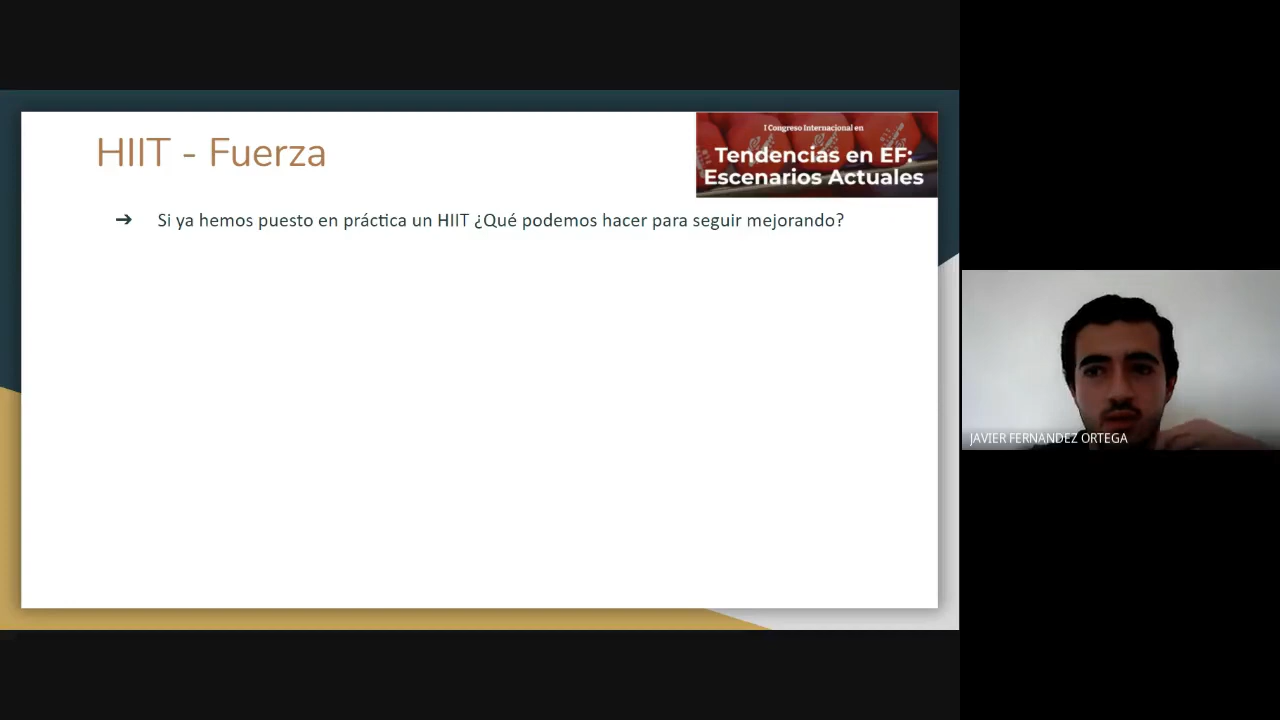 HIIT - Fuerza
I Congreso Internacional en
Tendencias en EF:
Escenarios Actuales
➔ Si ya hemos puesto en práctica un HIIT ¿Qué podemos hacer para seguir mejorando?
JAVIER FERNANDEZ ORTEGA